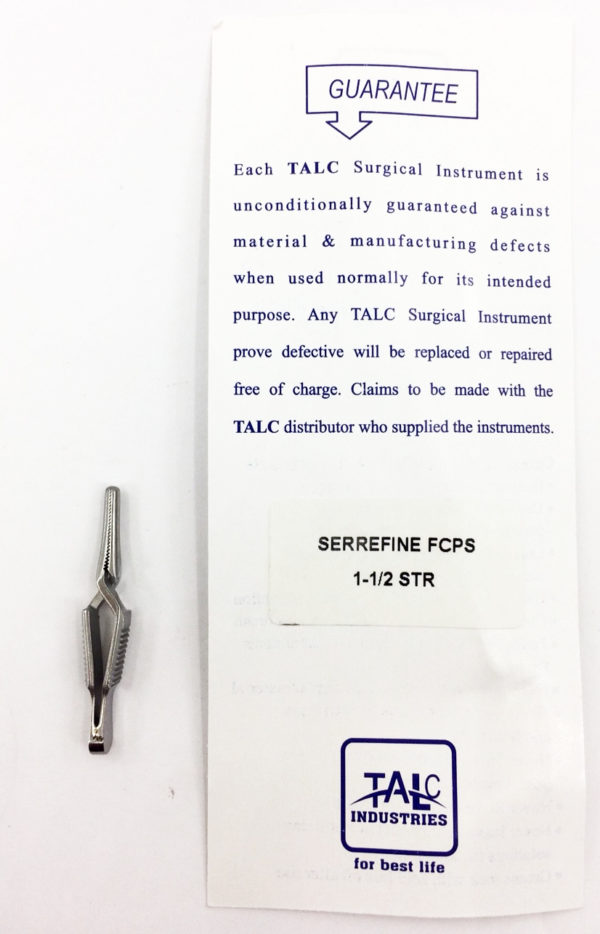 GUARANTEE
Each TALC Surgical Instrument is
unconditionally guaranteed against
material & manufacturing defects
when used normally for its intended
purpose. Any TALC Surgical Instrument
prove defective will be replaced or repaired
free of charge. Claims to be made with the
TALC distributor who supplied the instruments.
SERREFINE FCPS
1-1/2 STR
TALC
INDUSTRIES
for best life